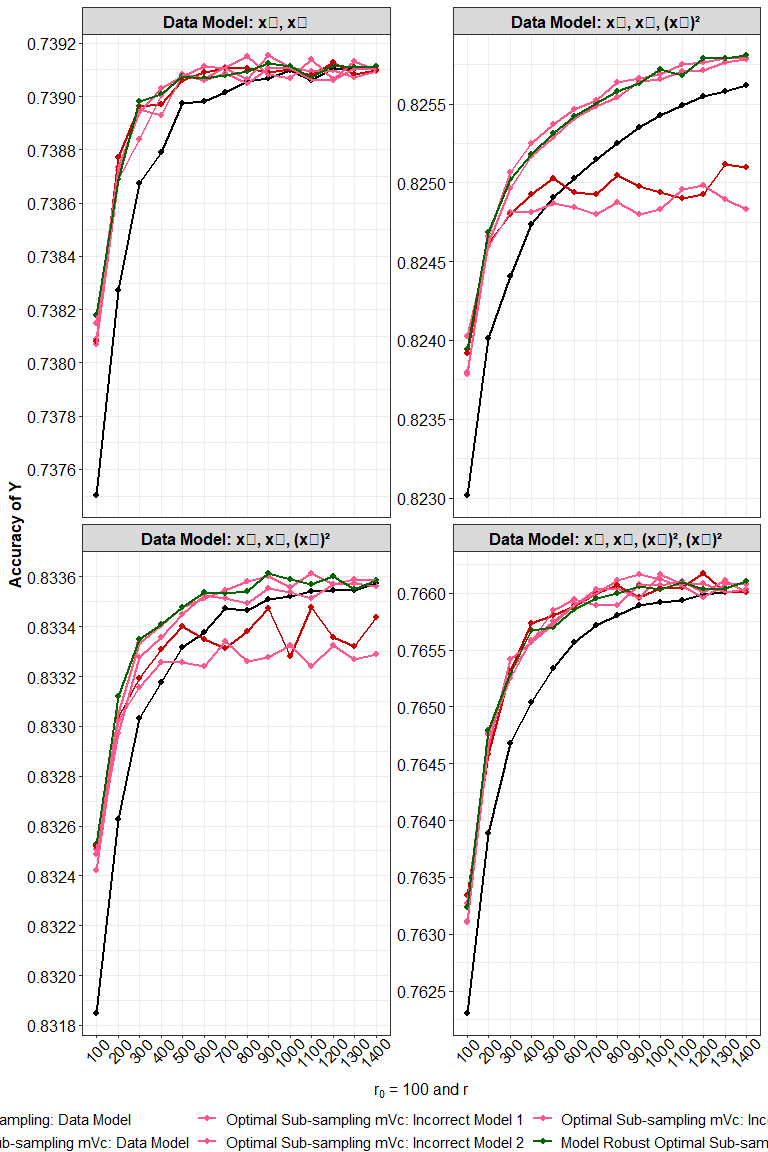 Data Model: x▯, x▯
Data Model: x▯, x▯, (x▯)²
0.7392
0.7390
0.7388
0.7386
0.7384
0.7382
0.7380
0.7378
0.7376
0.8255
0.8250
0.8245
0.8240
0.8235
0.8230
Accuracy of Y
Data Model: x▯, x▯, (x▯)²
Data Model: x▯, x▯, (x▯)², (x▯)²
0.8336
0.8334
0.8332
0.8330
0.8328
0.8326
0.8324
0.8322
0.8320
0.8318
0.7660
0.7655
0.7650
0.7645
0.7640
0.7635
0.7630
0.7625
100 200 300 400 500 600 700 800 900 1000 1100 1200 1300 1400
100 200 300 400 500 600 700 800 900 1000 1100 1200 1300 1400
r₀ = 100 and r
ampling: Data Model
Optimal Sub-sampling mVc: Incorrect Model 1
Optimal Sub-sampling mVc: Inc
ub-sampling mVc: Data Model
Optimal Sub-sampling mVc: Incorrect Model 2
Model Robust Optimal Sub-sam